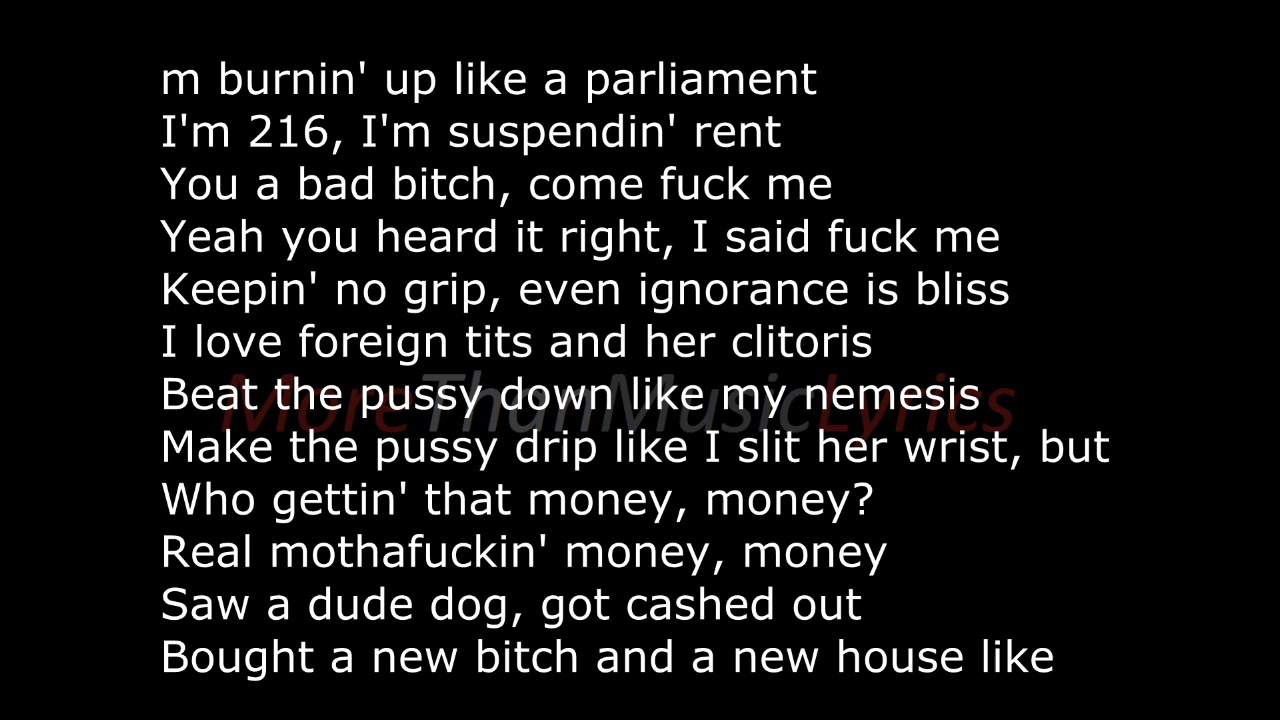 m burnin' up like a parliament
I'm 216, I'm suspendin' rent
You a bad bitch, come fuck me
Yeah you heard it right, I said fuck me
Keepin' no grip, even ignorance is bliss
I love foreign tits and her clitoris
Beat the pussy down like my nemesis
MoreThanMusicLyrics
Make the pussy drip like I slit her wrist, but
Who gettin' that money, money?
Real mothafuckin' money, money
Saw a dude dog, got cashed out
Bought a new bitch and a new house like